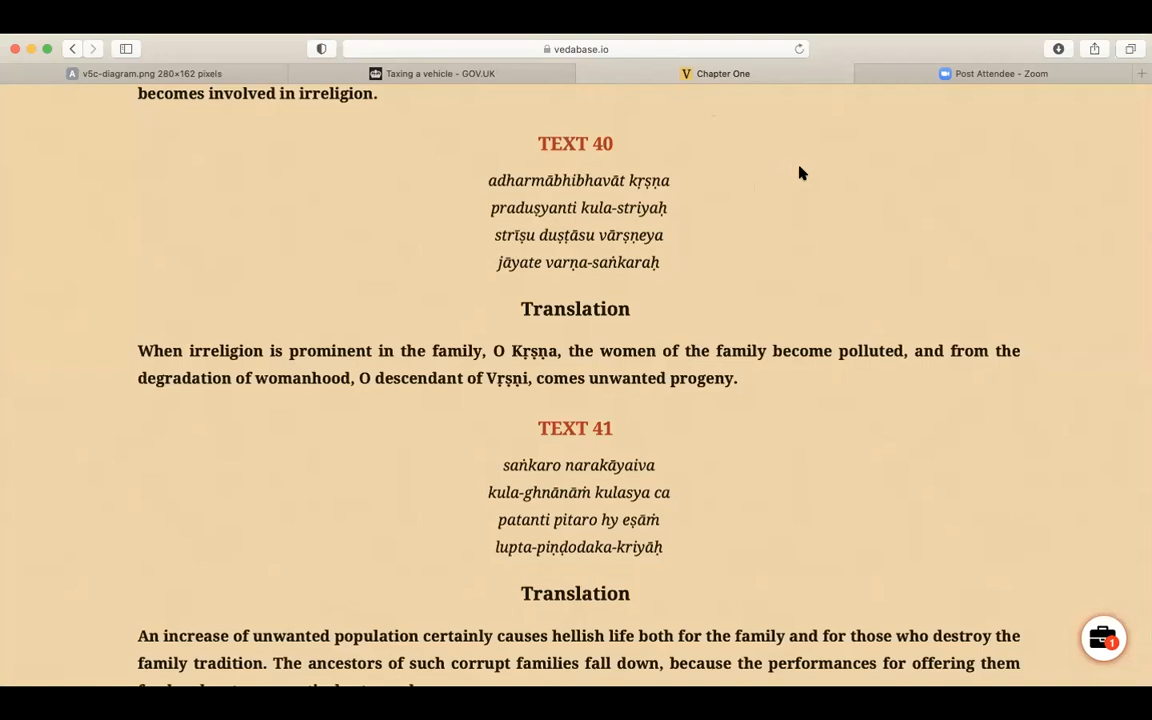 vedabase.io
v5c-diagram.png 280×162 pixels
Taxing a vehicle - GOV.UK
Chapter One
Post Attendee - Zoom
becomes involved in irreligion.
TEXT 40
adharmābhibhavāt kṛṣṇa
praduṣyanti kula-striyaḥ
strīṣu duṣṭāsu vārṣṇeya
jāyate varṇa-saṅkaraḥ
Translation
When irreligion is prominent in the family, O Kṛṣṇa, the women of the family become polluted, and from the
degradation of womanhood, O descendant of Vṛṣṇi, comes unwanted progeny.
TEXT 41
saṅkaro narakāyaiva
kula-ghnānāṁ kulasya ca
patanti pitaro hy eṣāṁ
lupta-piṇḍodaka-kriyāḥ
Translation
An increase of unwanted population certainly causes hellish life both for the family and for those who destroy the
family tradition. The ancestors of such corrupt families fall down, because the performances for offering them
1